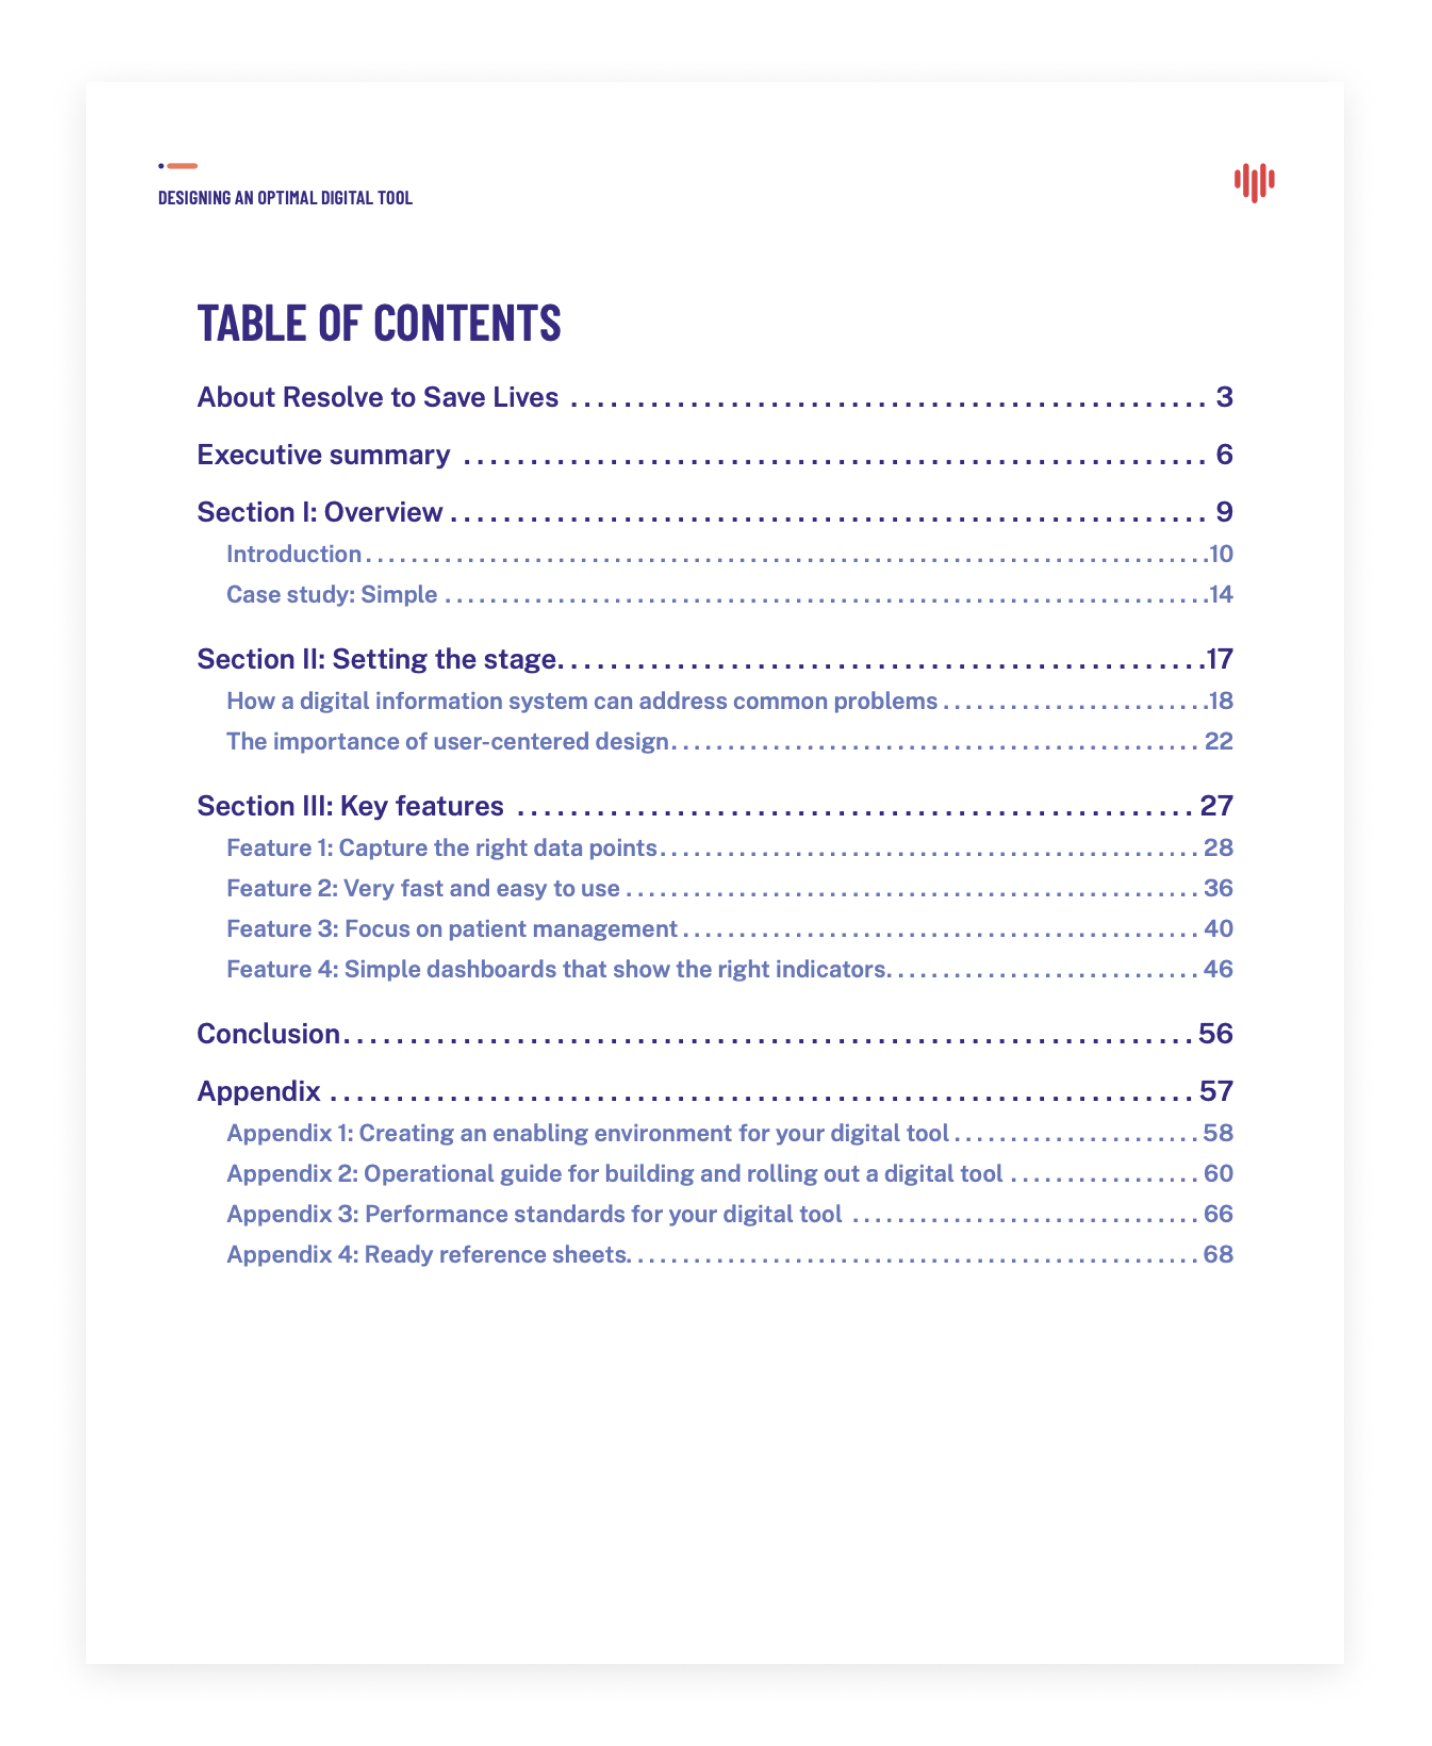 DESIGNING AN OPTIMAL DIGITAL TOOL
TABLE OF CONTENTS
About Resolve to Save Lives . . . . . . . . . . . . . . . . . . . . 3
Executive summary . . . . . . . . . . . . . . . . . . . . 6
Section I: Overview . . . . . . . . . . . . . . . . . . . . 9
Introduction . . . . . . . . . . . . . . . . . . . . 10
Case study: Simple . . . . . . . . . . . . . . . . . . . . 14
Section II: Setting the stage . . . . . . . . . . . . . . . . . . . . 17
How a digital information system can address common problems . . . . . . . . . . . . . . . . . . . . 18
The importance of user-centered design . . . . . . . . . . . . . . . . . . . . 22
Section III: Key features . . . . . . . . . . . . . . . . . . . . 27
Feature 1: Capture the right data points . . . . . . . . . . . . . . . . . . . . 28
Feature 2: Very fast and easy to use . . . . . . . . . . . . . . . . . . . . 36
Feature 3: Focus on patient management . . . . . . . . . . . . . . . . . . . . 40
Feature 4: Simple dashboards that show the right indicators . . . . . . . . . . . . . . . . . . . . 46
Conclusion . . . . . . . . . . . . . . . . . . . . 56
Appendix . . . . . . . . . . . . . . . . . . . . 57
Appendix 1: Creating an enabling environment for your digital tool . . . . . . . . . . . . . . . . . . . . 58
Appendix 2: Operational guide for building and rolling out a digital tool . . . . . . . . . . . . . . . . . 60
Appendix 3: Performance standards for your digital tool . . . . . . . . . . . . . . . . . . . . 66
Appendix 4: Ready reference sheets . . . . . . . . . . . . . . . . . . . . 68